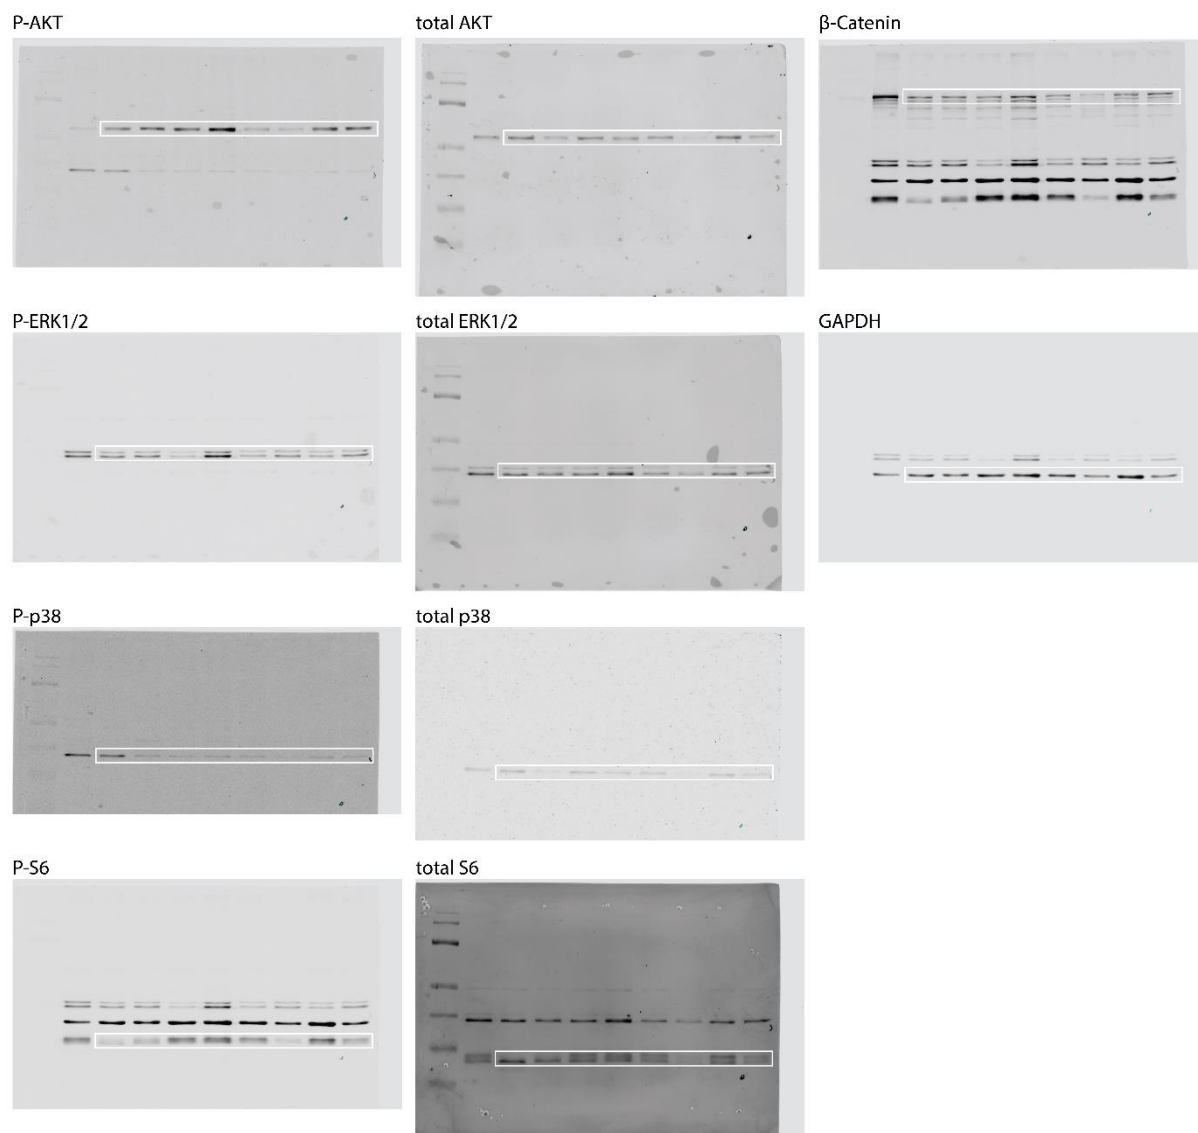 P-AKT
total AKT
β-Catenin
P-ERK1/2
total ERK1/2
GAPDH
P-p38
total p38
P-S6
total S6